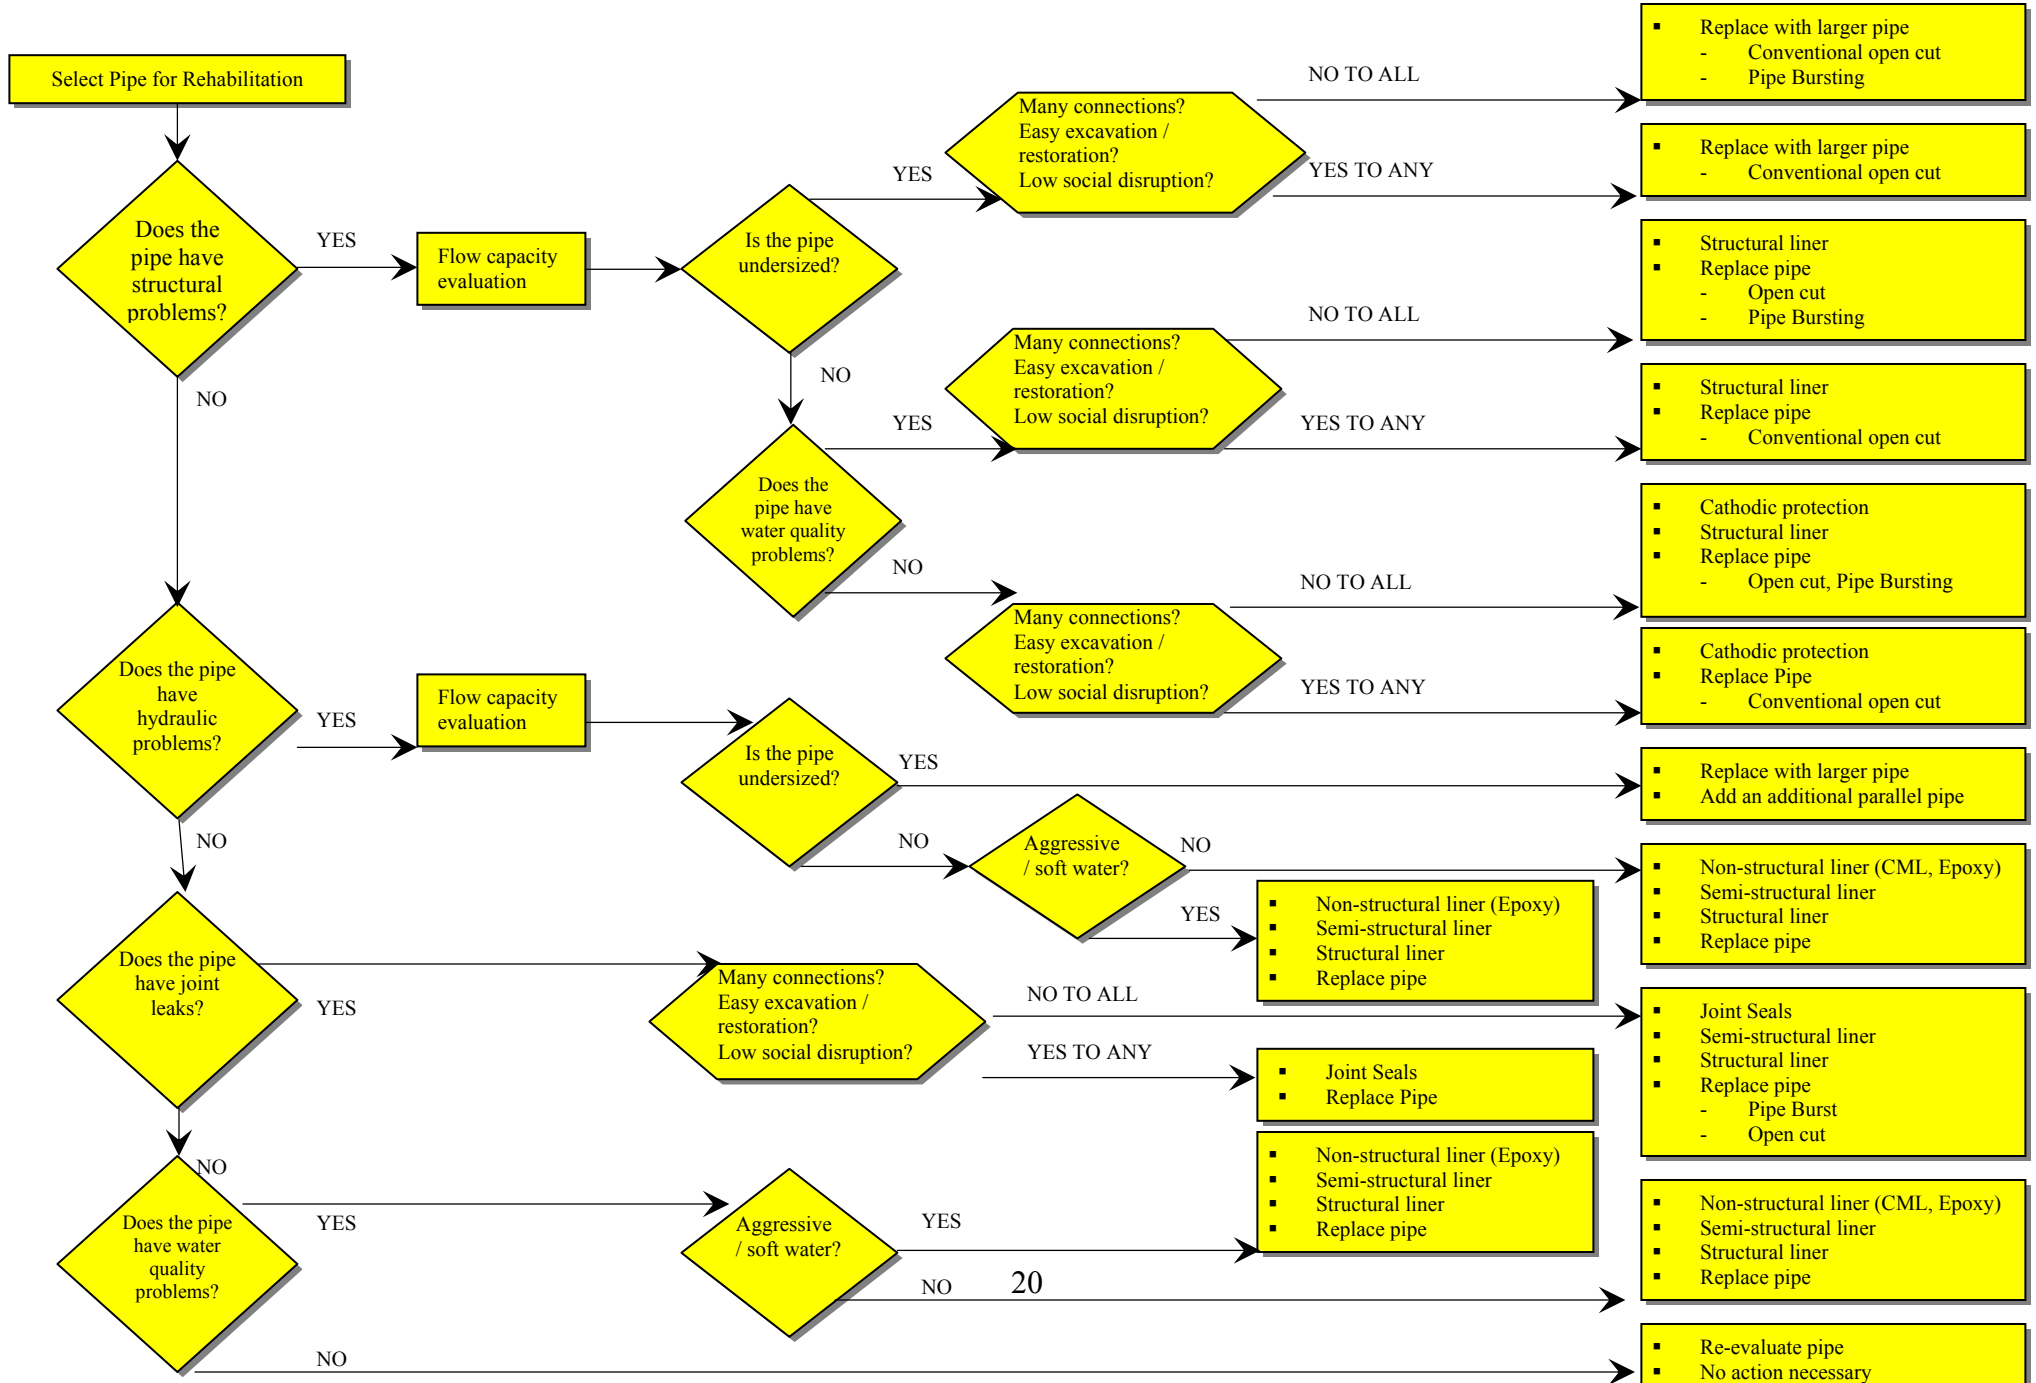 Select Pipe for Rehabilitation
Does the
pipe have
structural
problems?
YES
NO
Flow capacity
evaluation
Is the pipe
undersized?
YES
NO
Many connections?
Easy excavation /
restoration?
Low social disruption?
NO TO ALL
▪ Replace with larger pipe
- Conventional open cut
- Pipe Bursting
YES TO ANY
▪ Replace with larger pipe
- Conventional open cut
Does the
pipe have
water quality
problems?
YES
NO
Many connections?
Easy excavation /
restoration?
Low social disruption?
NO TO ALL
▪ Structural liner
▪ Replace pipe
- Open cut
- Pipe Bursting
YES TO ANY
▪ Structural liner
▪ Replace pipe
- Conventional open cut
Many connections?
Easy excavation /
restoration?
Low social disruption?
NO TO ALL
▪ Cathodic protection
▪ Structural liner
▪ Replace pipe
- Open cut, Pipe Bursting
YES TO ANY
▪ Cathodic protection
▪ Replace Pipe
- Conventional open cut
Does the pipe
have
hydraulic
problems?
YES
NO
Flow capacity
evaluation
Is the pipe
undersized?
YES
▪ Replace with larger pipe
▪ Add an additional parallel pipe
NO
Aggressive
/ soft water?
NO
▪ Non-structural liner (CML, Epoxy)
▪ Semi-structural liner
▪ Structural liner
▪ Replace pipe
YES
▪ Non-structural liner (Epoxy)
▪ Semi-structural liner
▪ Structural liner
▪ Replace pipe
Does the pipe
have joint
leaks?
YES
NO
Many connections?
Easy excavation /
restoration?
Low social disruption?
NO TO ALL
▪ Joint Seals
▪ Semi-structural liner
▪ Structural liner
▪ Replace pipe
- Pipe Burst
- Open cut
YES TO ANY
▪ Joint Seals
▪ Replace Pipe
Does the pipe
have water
quality
problems?
YES
Aggressive
/ soft water?
YES
▪ Non-structural liner (Epoxy)
▪ Semi-structural liner
▪ Structural liner
▪ Replace pipe
NO
20
▪ Non-structural liner (CML, Epoxy)
▪ Semi-structural liner
▪ Structural liner
▪ Replace pipe
NO
▪ Re-evaluate pipe
▪ No action necessary